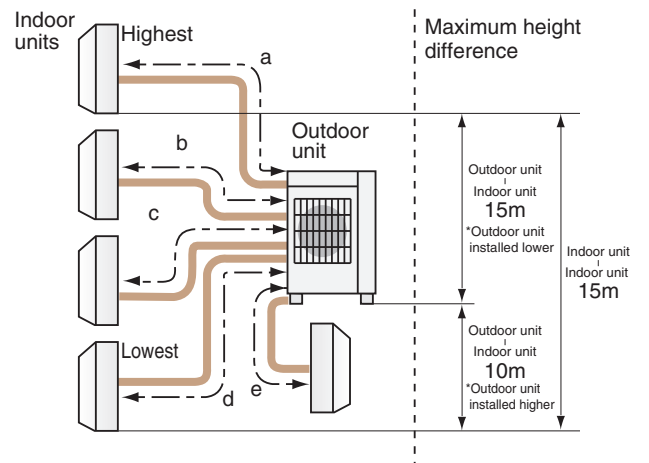 Indoor
units
Highest
a
b
c
Lowest
d
e
Outdoor
unit
Maximum height
difference
Outdoor unit
Indoor unit
15m
*Outdoor unit
installed lower
Indoor unit
Indoor unit
15m
Outdoor unit
Indoor unit
10m
*Outdoor unit
installed higher